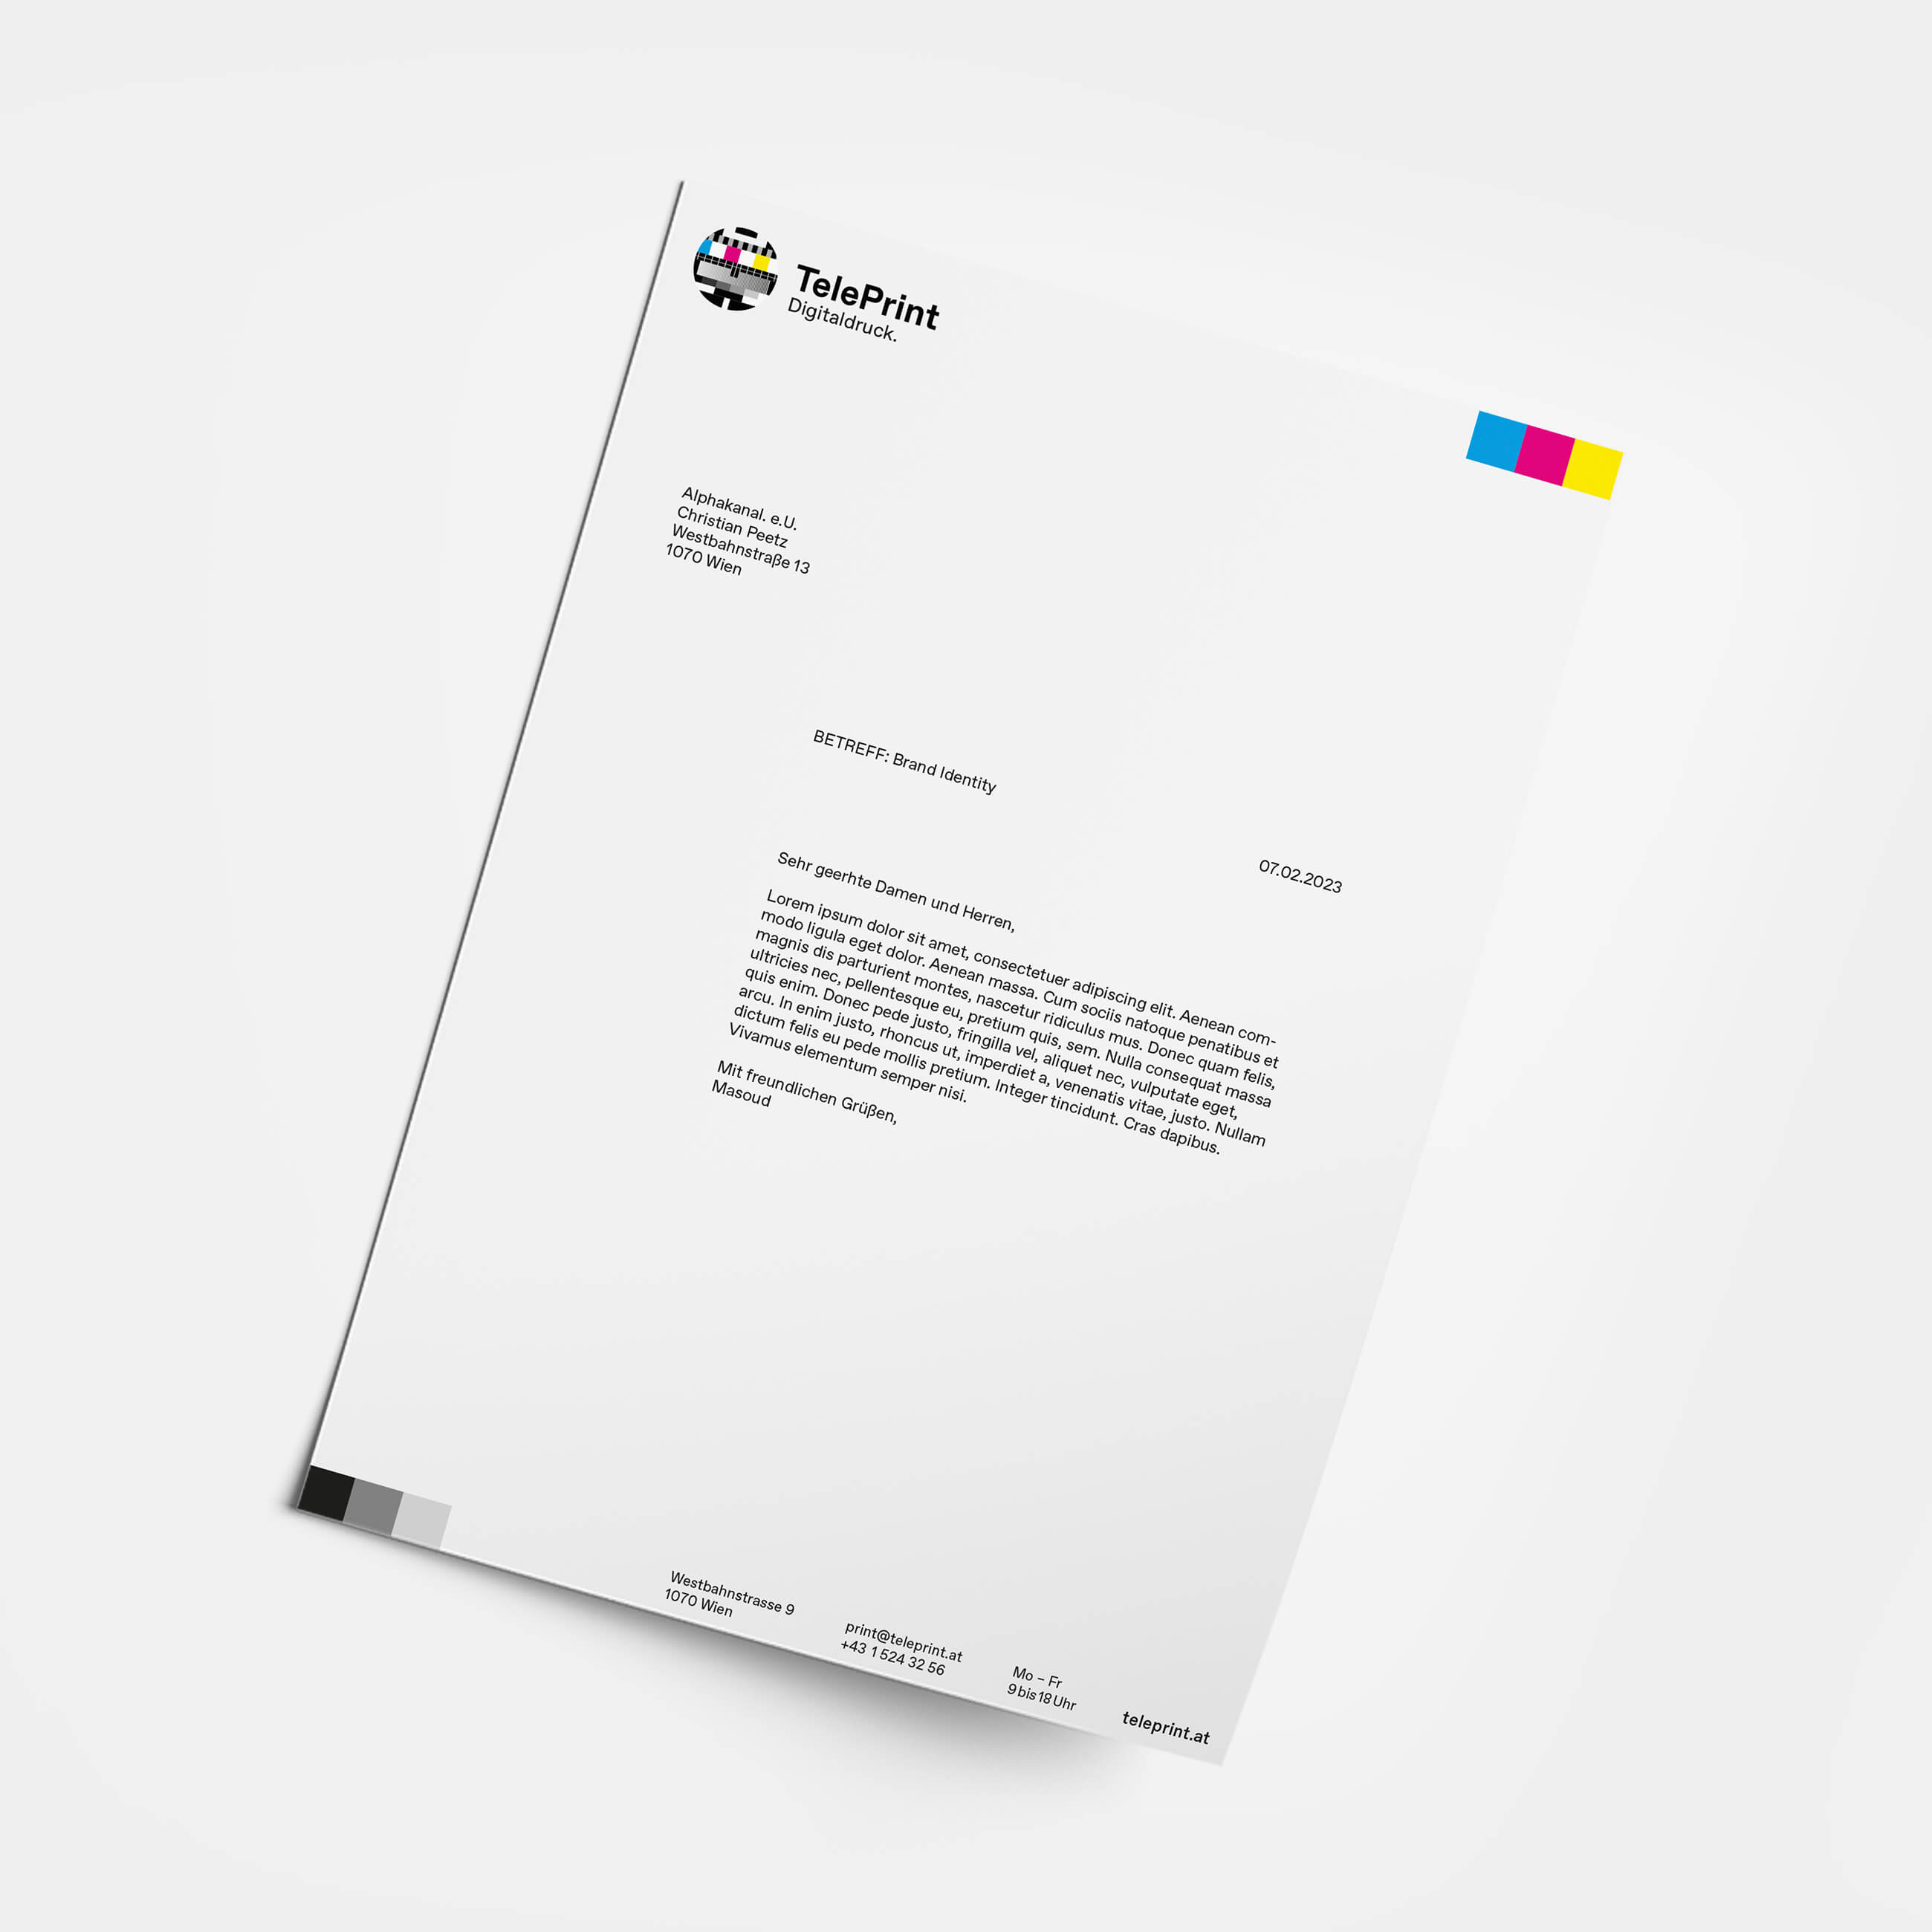 TelePrint
Digitaldruck.
Alphakanal. e.U.
Christian Peetz
Westbahnstraße 13
1070 Wien
BETREFF: Brand Identity
07.02.2023
Sehr geerhte Damen und Herren,
Lorem ipsum dolor sit amet, consectetuer adipiscing elit. Aenean com-
modo ligula eget dolor. Aenean massa. Cum sociis natoque penatibus et
magnis dis parturient montes, nascetur ridiculus mus. Donec quam felis,
ultricies nec, pellentesque eu, pretium quis, sem. Nulla consequat massa
quis enim. Donec pede justo, fringilla vel, aliquet nec, vulputate eget,
arcu. In enim justo, rhoncus ut, imperdiet a, venenatis vitae, justo. Nullam
dictum felis eu pede mollis pretium. Integer tincidunt. Cras dapibus.
Vivamus elementum semper nisi.
Mit freundlichen Grüßen,
Masoud
Westbahnstrasse 9
1070 Wien
print@teleprint.at
+43 1 524 32 56
Mo – Fr
9 bis 18 Uhr
teleprint.at